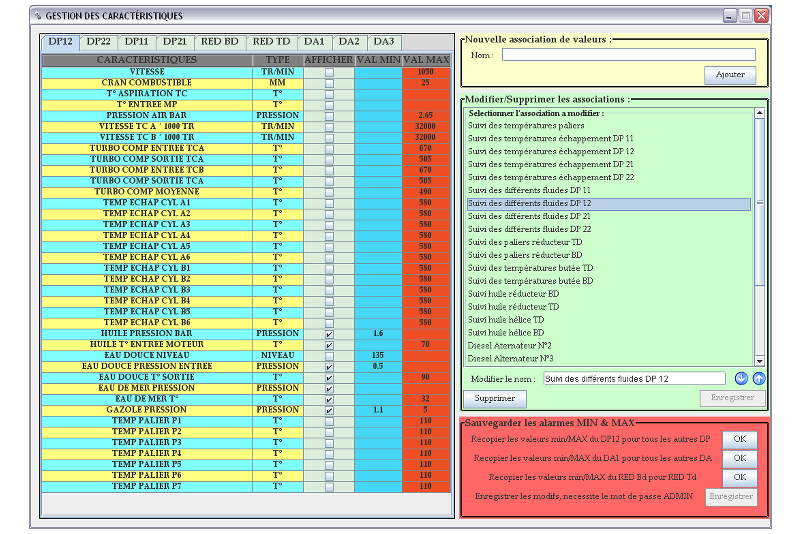 GESTION DES CARACTÉRISTIQUES
DP12 DP22 DP11 DP21 RED BD RED TD DA1 DA2 DA3
CARACTERISTIQUES TYPE AFFICHER VAL MIN VAL MAX
VITESSE TR/MIN 1050
CRAN COMBUSTIBLE MM 25
T° ASPIRATION TC T°
T° ENTREE MP T°
PRESSION AIR BAR PRESSION 2.65
VITESSE TC A ˙ 1000 TR TR/MIN 32000
VITESSE TC B ˙ 1000 TR TR/MIN 32000
TURBO COMP ENTREE TCA T° 670
TURBO COMP SORTIE TCA T° 505
TURBO COMP ENTREE TCB T° 670
TURBO COMP SORTIE TCA T° 505
TURBO COMP MOYENNE T° 490
TEMP ECHAP CYL A1 T° 580
TEMP ECHAP CYL A2 T° 580
TEMP ECHAP CYL A3 T° 580
TEMP ECHAP CYL A4 T° 580
TEMP ECHAP CYL A5 T° 580
TEMP ECHAP CYL A6 T° 580
TEMP ECHAP CYL B1 T° 580
TEMP ECHAP CYL B2 T° 580
TEMP ECHAP CYL B3 T° 580
TEMP ECHAP CYL B4 T° 580
TEMP ECHAP CYL B5 T° 580
TEMP ECHAP CYL B6 T° 580
HUILE PRESSION BAR PRESSION 1.6
HUILE T° ENTREE MOTEUR T° 70
EAU DOUCE NIVEAU NIVEAU 135
EAU DOUCE PRESSION ENTREE PRESSION 0.5
EAU DOUCE T° SORTIE T° 90
EAU DE MER PRESSION PRESSION
EAU DE MER T° T° 32
GAZOLE PRESSION PRESSION 1.1 5
TEMP PALIER P1 T° 110
TEMP PALIER P2 T° 110
TEMP PALIER P3 T° 110
TEMP PALIER P4 T° 110
TEMP PALIER P5 T° 110
TEMP PALIER P6 T° 110
TEMP PALIER P7 T° 110
Nouvelle association de valeurs :
Nom :
Ajouter
Modifier/Supprimer les associations :
Selectionner l'association a modifier :
Suivi des températures paliers
Suivi des températures échappement DP 11
Suivi des températures échappement DP 12
Suivi des températures échappement DP 21
Suivi des températures échappement DP 22
Suivi des différents fluides DP 11
Suivi des différents fluides DP 12
Suivi des différents fluides DP 21
Suivi des différents fluides DP 22
Suivi des paliers réducteur TD
Suivi des paliers réducteur BD
Suivi des températures butée TD
Suivi des températures butée BD
Suivi huile réducteur BD
Suivi huile réducteur TD
Suivi huile hélice TD
Suivi huile hélice BD
Diesel Alternateur N°2
Diesel Alternateur N°3
Modifier le nom : Suivi des différents fluides DP 12
Supprimer Enregistrer
Sauvegarder les alarmes MIN & MAX
Recopier les valeurs min/MAX du DP12 pour tous les autres DP OK
Recopier les valeurs min/MAX du DA1 pour tous les autres DA OK
Recopier les valeurs min/MAX du RED Bd pour RED Td OK
Enregistrer les modifs, necessite le mot de passe ADMIN Enregistrer